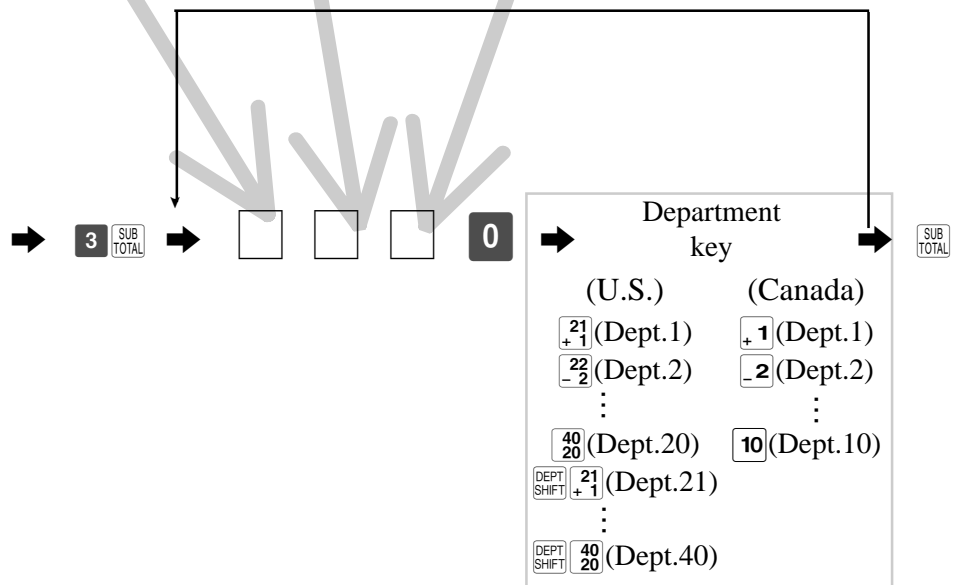 3 SUB TOTAL 0 Department key SUB TOTAL
(U.S.) (Canada)
21 + 1 (Dept.1) + 1 (Dept.1)
22 - 2 (Dept.2) - 2 (Dept.2)
⋮ ⋮
40 20 (Dept.20) 10 (Dept.10)
DEPT SHIFT 21 + 1 (Dept.21)
⋮
DEPT SHIFT 40 20 (Dept.40)